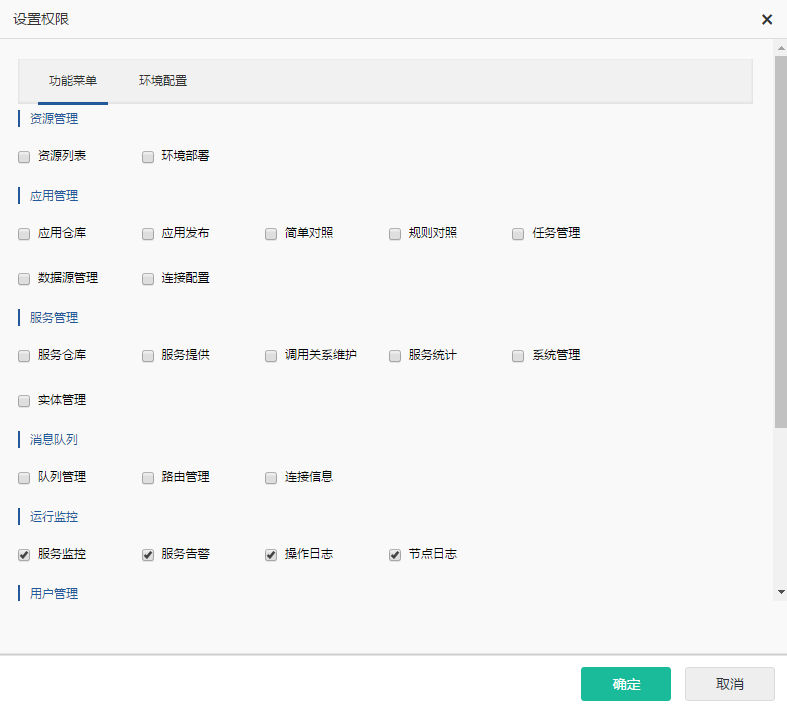 设置权限
功能菜单 环境配置
资源管理
资源列表 环境部署
应用管理
应用仓库 应用发布 简单对照 规则对照 任务管理
数据源管理 连接配置
服务管理
服务仓库 服务提供 调用关系维护 服务统计 系统管理
实体管理
消息队列
队列管理 路由管理 连接信息
运行监控
服务监控 服务告警 操作日志 节点日志
用户管理
确定 取消